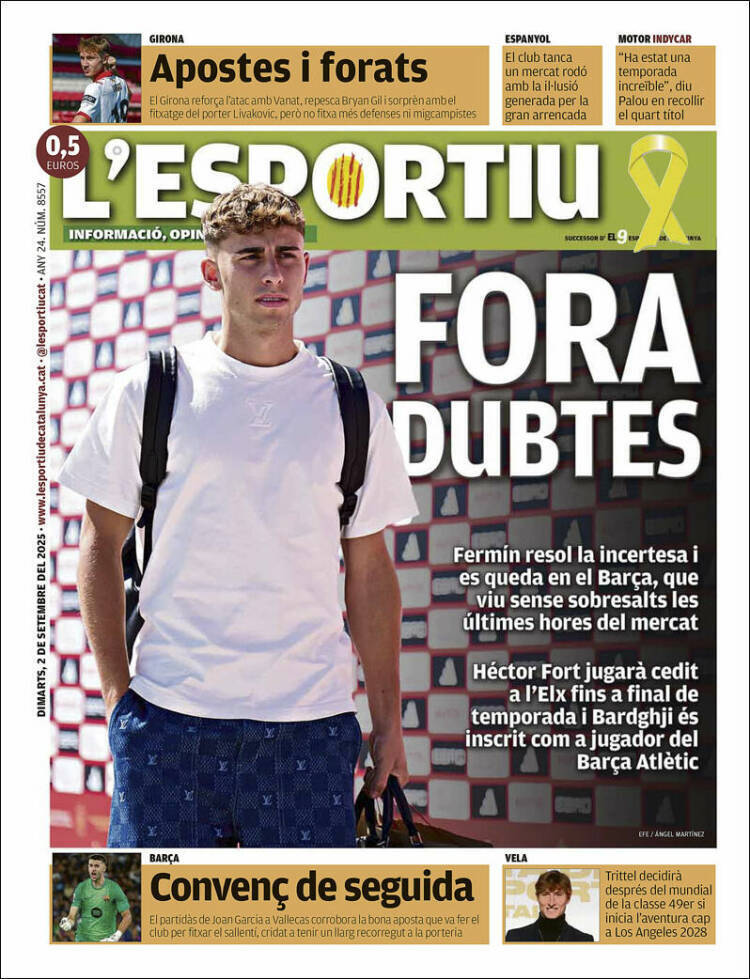 GIRONA
Apostes i forats
El Girona reforça l'atac amb Vanat, repesca Bryan Gil i sorprèn amb el
fitxatge del porter Livakovic, però no fitxa més defenses ni migcampistes
ESPANYOL
El club tanca
un mercat rodó
amb la il·lusió
generada per la
gran arrencada
MOTOR INDYCAR
"Ha estat una
temporada
increïble", diu
Palou en recollir
el quart títol
0,5
EUROS
L'ESPORTIU
INFORMACIÓ, OPIN
SUCCESSOR D' EL 9
DIMARTS, 2 DE SETEMBRE DEL 2025 · www.lesportiudecatalunya.cat · @lesportiucat · ANY 24. NÚM. 8557
FORA
DUBTES
Fermín resol la incertesa i
es queda en el Barça, que
viu sense sobresalts les
últimes hores del mercat
Héctor Fort jugarà cedit
a l'Elx fins a final de
temporada i Bardghji és
inscrit com a jugador del
Barça Atlètic
EFE / ÁNGEL MARTÍNEZ
BARÇA
Convenç de seguida
El partidàs de Joan Garcia a Vallecas corrobora la bona aposta que va fer el
club per fitxar el sallentí, cridat a tenir un llarg recorregut a la porteria
VELA
Trittel decidirà
després del mundial
de la classe 49er si
inicia l'aventura cap
a Los Angeles 2028